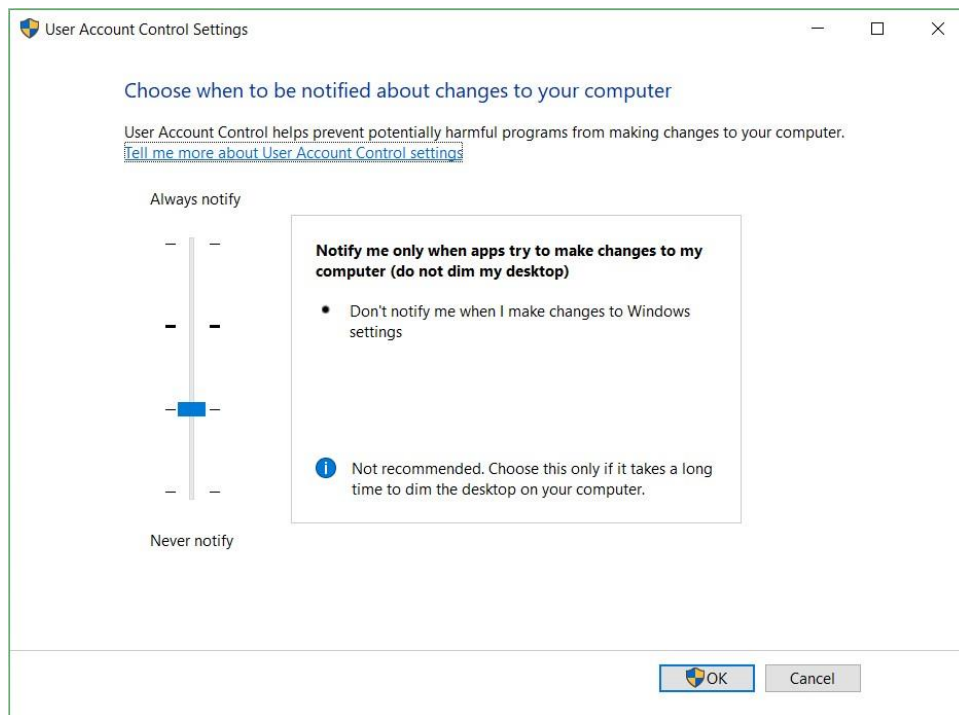 User Account Control Settings
Choose when to be notified about changes to your computer
User Account Control helps prevent potentially harmful programs from making changes to your computer.
Tell me more about User Account Control settings
Always notify
Notify me only when apps try to make changes to my
computer (do not dim my desktop)
Don't notify me when I make changes to Windows
settings
Not recommended. Choose this only if it takes a long
time to dim the desktop on your computer.
Never notify
OK
Cancel